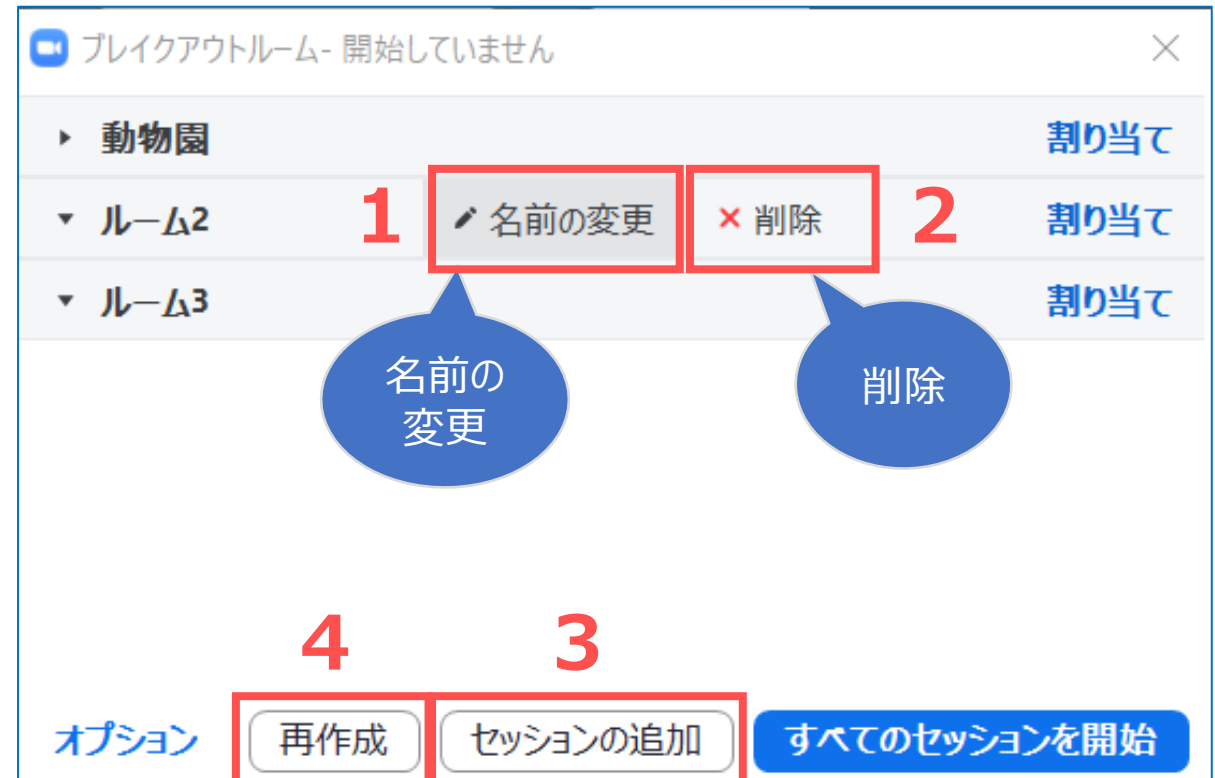 ブレイクアウトルーム- 開始していません
動物園 割り当て
ルーム2 1 名前の変更 削除 2 割り当て
ルーム3 割り当て
名前の
変更
削除
4 3
オプション 再作成 セッションの追加 すべてのセッションを開始